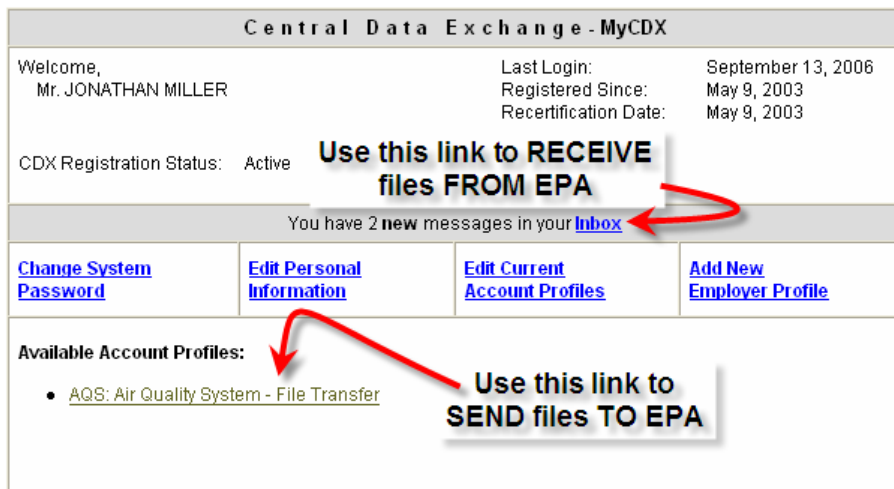 Central Data Exchange - MyCDX
Welcome,
Mr. JONATHAN MILLER
Last Login: September 13, 2006
Registered Since: May 9, 2003
Recertification Date: May 9, 2003
CDX Registration Status: Active
Use this link to RECEIVE
files FROM EPA
You have 2 new messages in your Inbox
Change System
Password
Edit Personal
Information
Edit Current
Account Profiles
Add New
Employer Profile
Available Account Profiles:
• AQS: Air Quality System - File Transfer
Use this link to
SEND files TO EPA